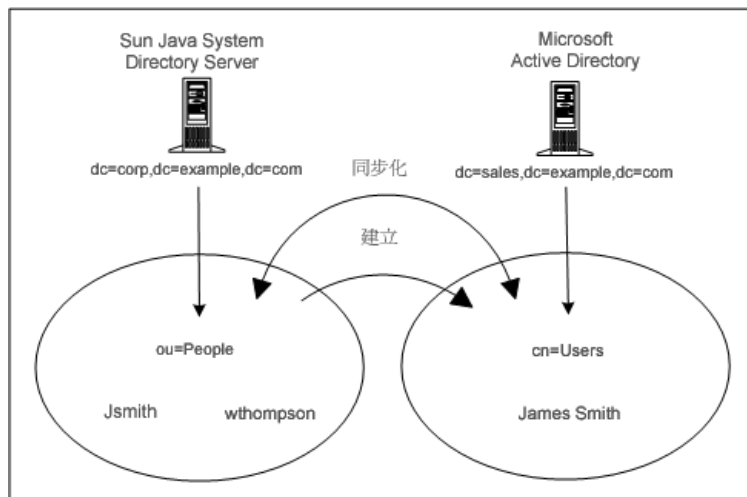 Sun Java System
Directory Server
Microsoft
Active Directory
dc=corp,dc=example,dc=com
dc=sales,dc=example,dc=com
同步化
建立
ou=People
cn=Users
Jsmith
wthompson
James Smith